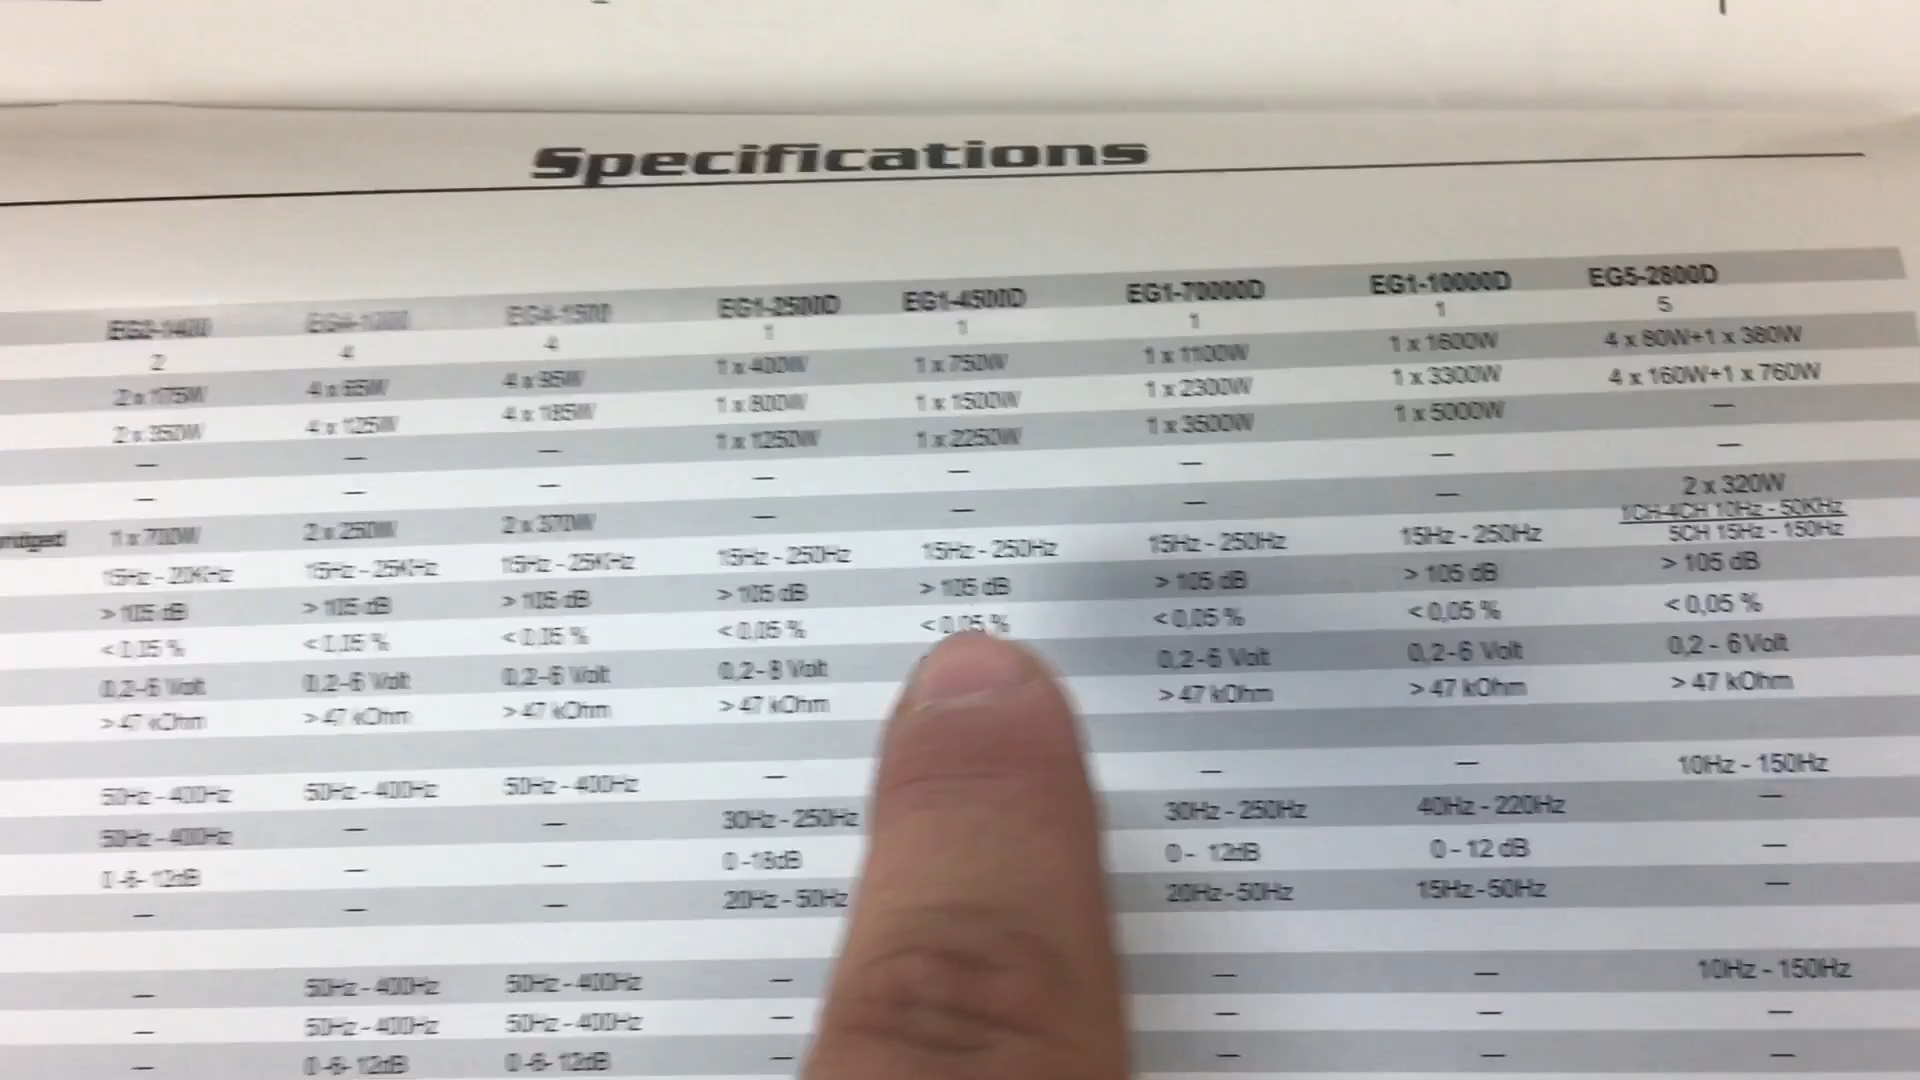 Specifications
EG2-1400 EG4-1000 EG4-1500 EG1-2500D EG1-4500D EG1-70000D EG1-10000D EG5-2800D
2 4 4 1 1 1 1 5
2 x 175W 4 x 65W 4 x 95W 1 x 400W 1 x 750W 1 x 1100W 1 x 1600W 4 x 80W+1 x 380W
2 x 350W 4 x 125W 4 x 185W 1 x 800W 1 x 1500W 1 x 2300W 1 x 3300W 4 x 160W+1 x 760W
— — — 1 x 1250W 1 x 2250W 1 x 3500W 1 x 5000W —
— — — — — — — —
1 x 700W 2 x 250W 2 x 370W — — — — 2 x 320W
15Hz - 20KHz 15Hz - 25KHz 15Hz - 25KHz 15Hz - 250Hz 15Hz - 250Hz 15Hz - 250Hz 15Hz - 250Hz 1CH-4CH 10Hz - 50KHz
5CH 15Hz - 150Hz
> 105 dB > 105 dB > 105 dB > 105 dB > 105 dB > 105 dB > 105 dB > 105 dB
< 0,05 % < 0,05 % < 0,05 % < 0,05 % < 0,05 % < 0,05 % < 0,05 % < 0,05 %
0,2-6 Volt 0,2-6 Volt 0,2-6 Volt 0,2-8 Volt 0,2-6 Volt 0,2-6 Volt 0,2 - 6 Volt
> 47 kOhm > 47 kOhm > 47 kOhm > 47 kOhm > 47 kOhm > 47 kOhm > 47 kOhm
50Hz - 400Hz 50Hz - 400Hz 50Hz - 400Hz — — — 10Hz - 150Hz
50Hz - 400Hz — — 30Hz - 250Hz 30Hz - 250Hz 40Hz - 220Hz —
0 -6- 12dB — — 0 -18dB 0 - 12dB 0 - 12 dB —
— — — 20Hz - 50Hz 20Hz - 50Hz 15Hz - 50Hz —
— 50Hz - 400Hz 50Hz - 400Hz — — — 10Hz - 150Hz
— 50Hz - 400Hz 50Hz - 400Hz — — — —
— 0 -6- 12dB 0 -6- 12dB — — — —